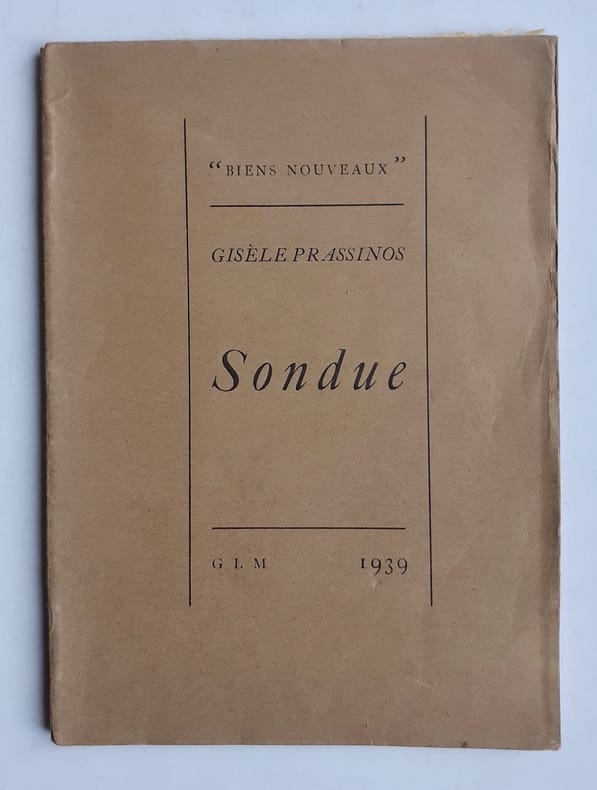 “BIENS NOUVEAUX”
GISÈLE PRASSINOS
Sondue
G L M 1939